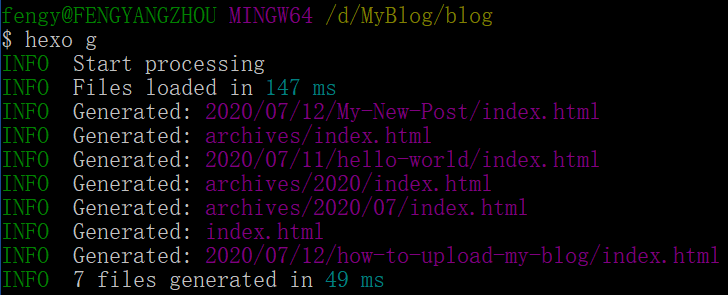 fengy@FENGYANGZHOU MINGW64 /d/MyBlog/blog
$ hexo g
INFO  Start processing
INFO  Files loaded in 147 ms
INFO  Generated: 2020/07/12/My-New-Post/index.html
INFO  Generated: archives/index.html
INFO  Generated: 2020/07/11/hello-world/index.html
INFO  Generated: archives/2020/index.html
INFO  Generated: archives/2020/07/index.html
INFO  Generated: index.html
INFO  Generated: 2020/07/12/how-to-upload-my-blog/index.html
INFO  7 files generated in 49 ms